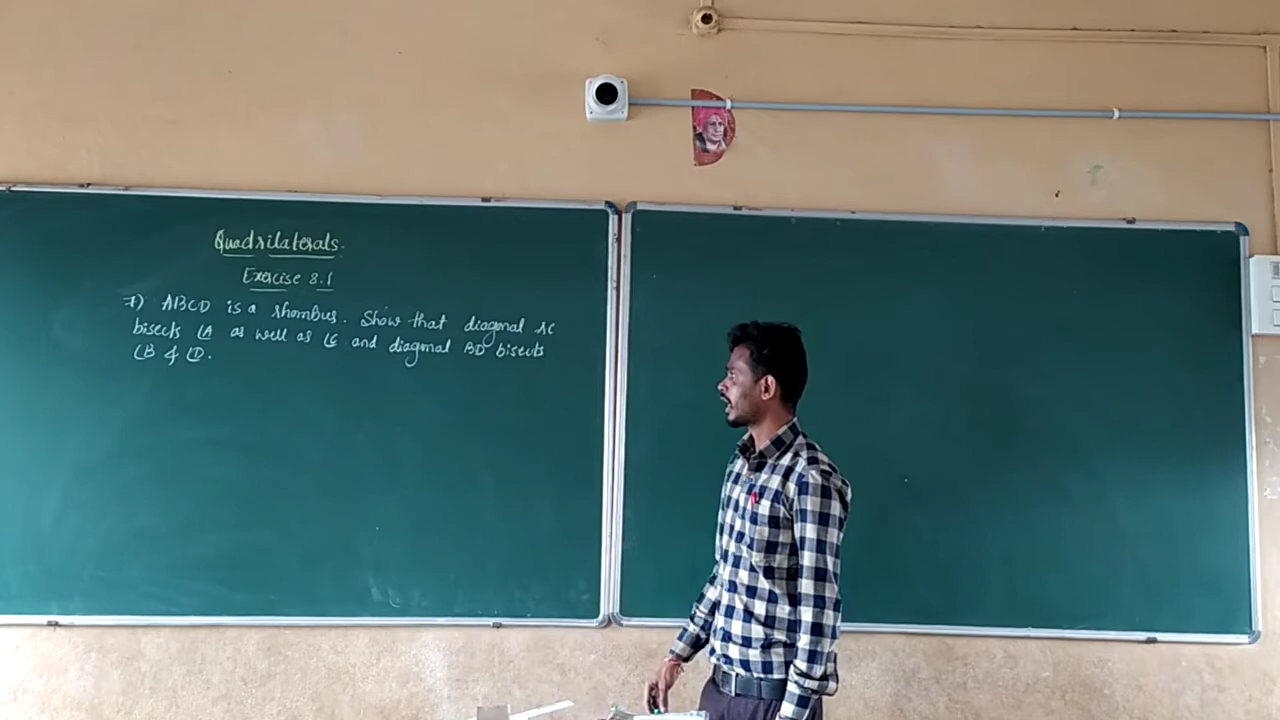 Quadrilaterals.
Exercise 8.1
7) ABCD is a rhombus. Show that diagonal AC
bisects ∠A as well as ∠C and diagonal BD bisects
∠B & ∠D.